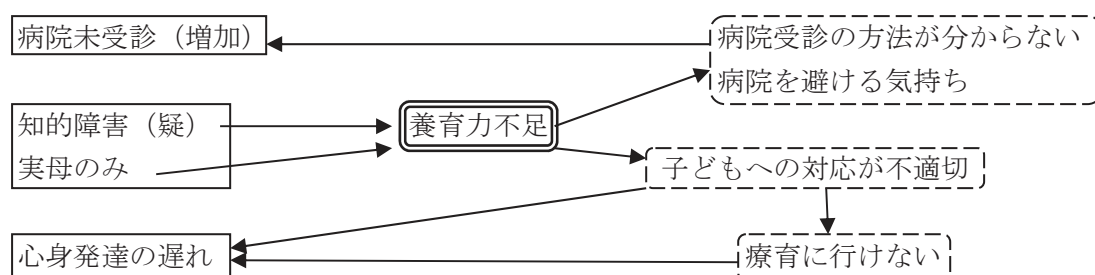 病院未受診（増加）
病院受診の方法が分からない
病院を避ける気持ち
知的障害（疑）
実母のみ
養育力不足
子どもへの対応が不適切
心身発達の遅れ
療育に行けない